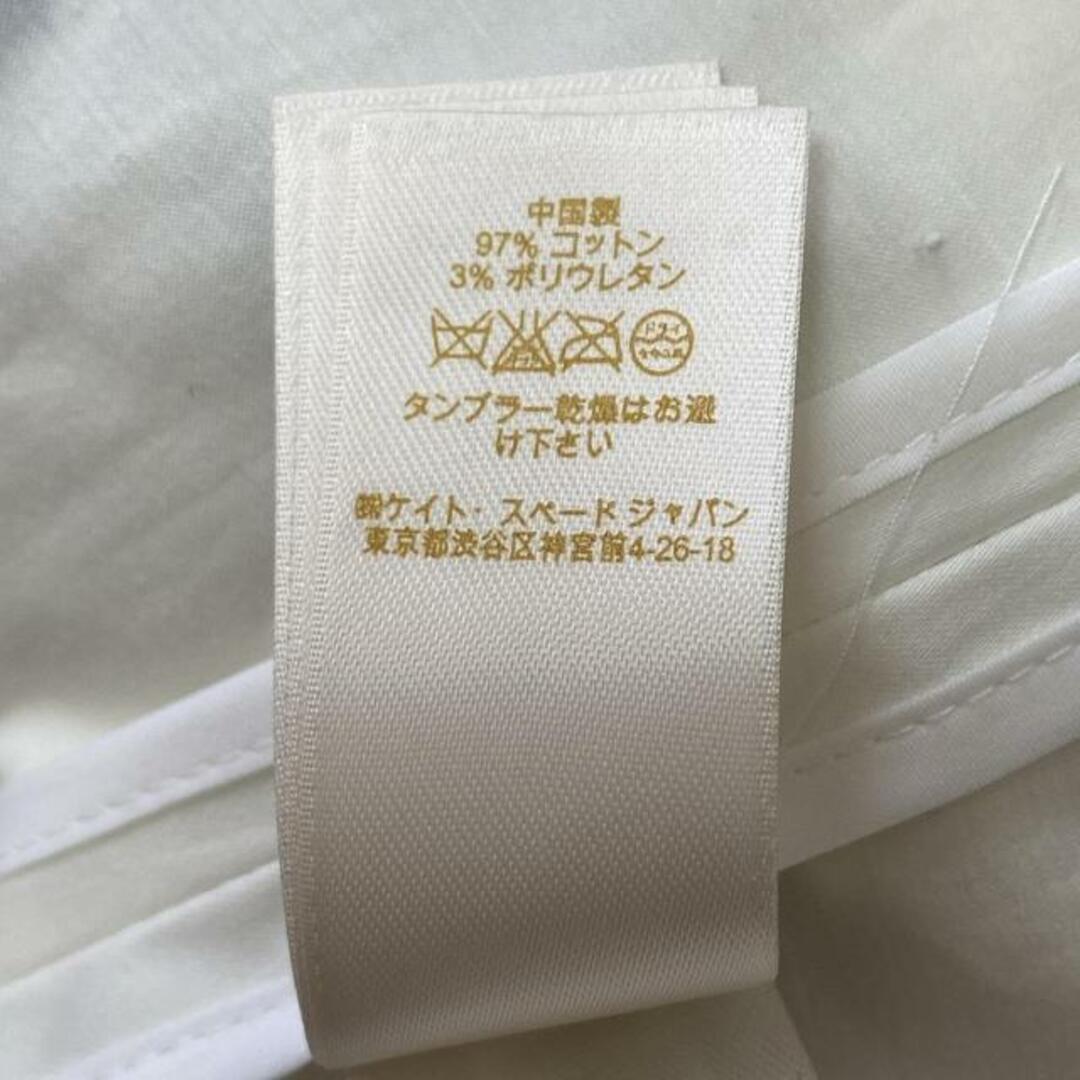 中国製
97% コットン
3% ポリウレタン
ドライ
タンブラー乾燥はお避
け下さい
㈱ケイト・スペード ジャパン
東京都渋谷区神宮前4-26-18